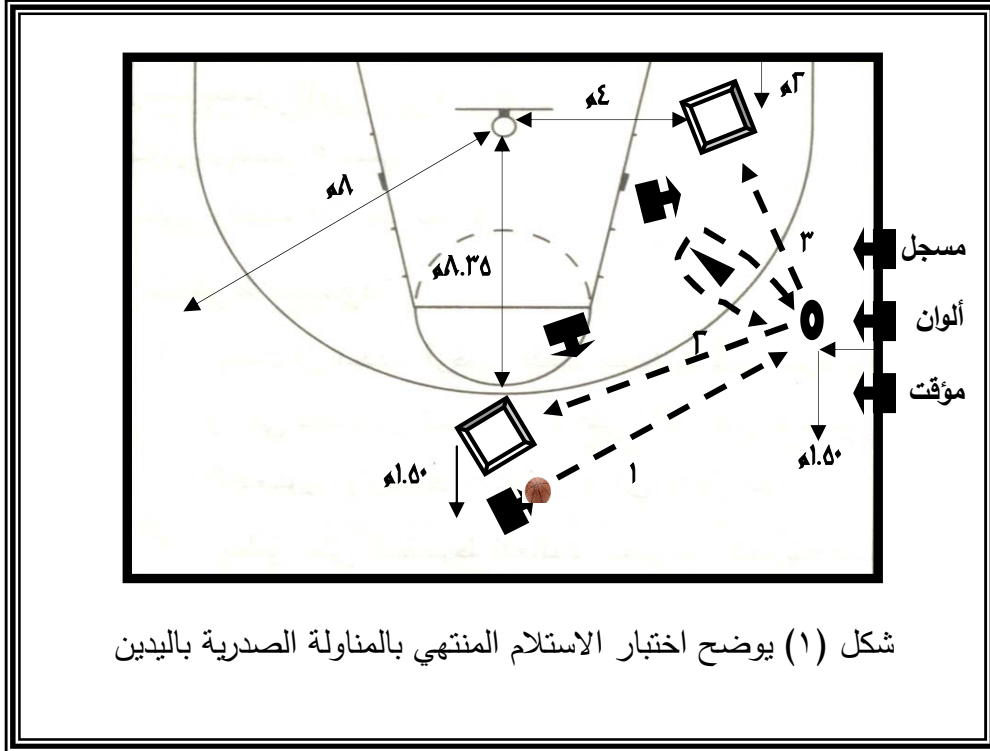 ٢م
٤م
٨م
٨.٣٥م
٣
مسجل
ألوان
٢
مؤقت
١.٥٠م
١.٥٠م
١
شكل (١) يوضح اختبار الاستلام المنتهي بالمناولة الصدرية باليدين